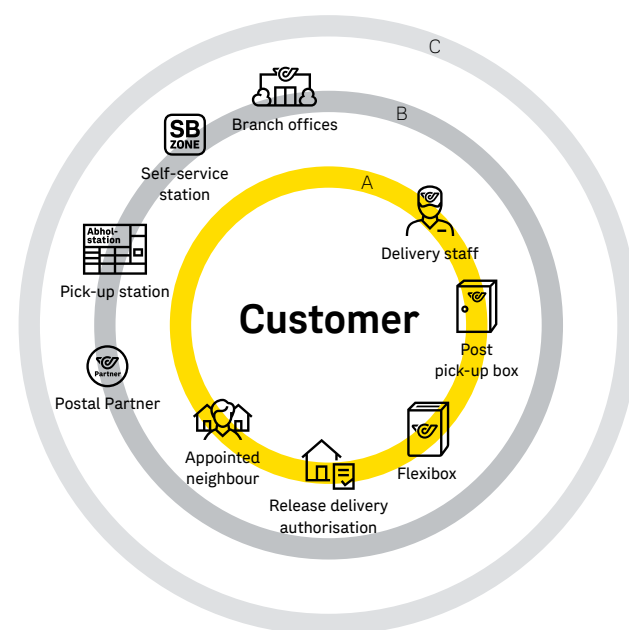 C
B
Branch offices
SB
ZONE
Self-service
station
A
Delivery staff
Abhol-
station
Pick-up station
Customer
Post
pick-up box
Partner
Postal Partner
Appointed
neighbour
Flexibox
Release delivery
authorisation